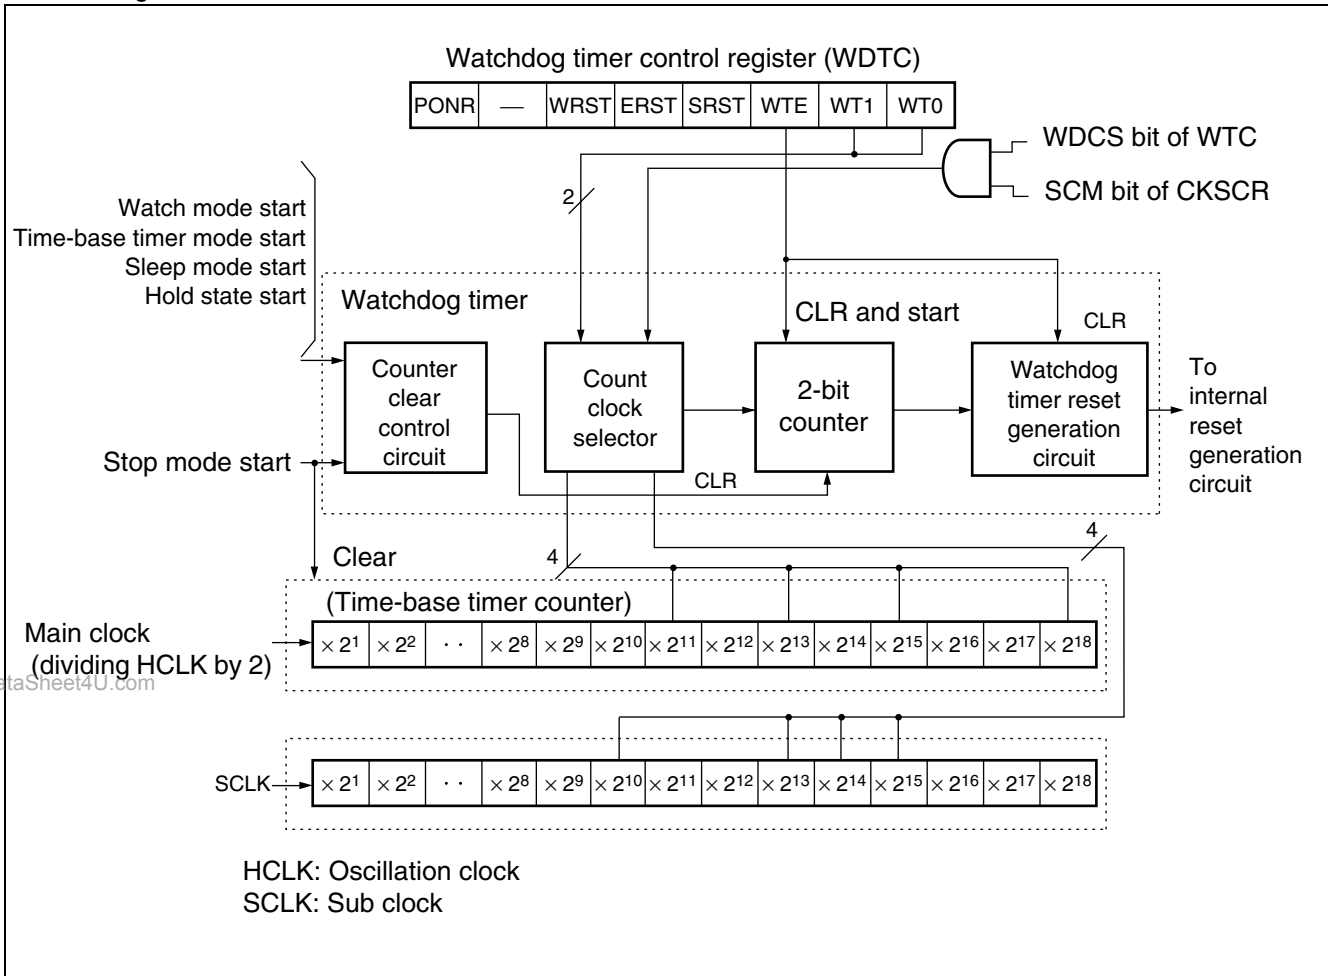 Watchdog timer control register (WDTC)
PONR — WRST ERST SRST WTE WT1 WT0
WDCS bit of WTC
SCM bit of CKSCR
2
Watch mode start
Time-base timer mode start
Sleep mode start
Hold state start
Watchdog timer
CLR and start
CLR
Counter
clear
control
circuit
Count
clock
selector
2-bit
counter
Watchdog
timer reset
generation
circuit
To
internal
reset
generation
circuit
Stop mode start
CLR
Clear
4
4
(Time-base timer counter)
Main clock
(dividing HCLK by 2)
× 2¹ × 2² ·· × 2⁸ × 2⁹ × 2¹⁰ × 2¹¹ × 2¹² × 2¹³ × 2¹⁴ × 2¹⁵ × 2¹⁶ × 2¹⁷ × 2¹⁸
etaSheet4U.com
SCLK
× 2¹ × 2² ·· × 2⁸ × 2⁹ × 2¹⁰ × 2¹¹ × 2¹² × 2¹³ × 2¹⁴ × 2¹⁵ × 2¹⁶ × 2¹⁷ × 2¹⁸
HCLK: Oscillation clock
SCLK: Sub clock